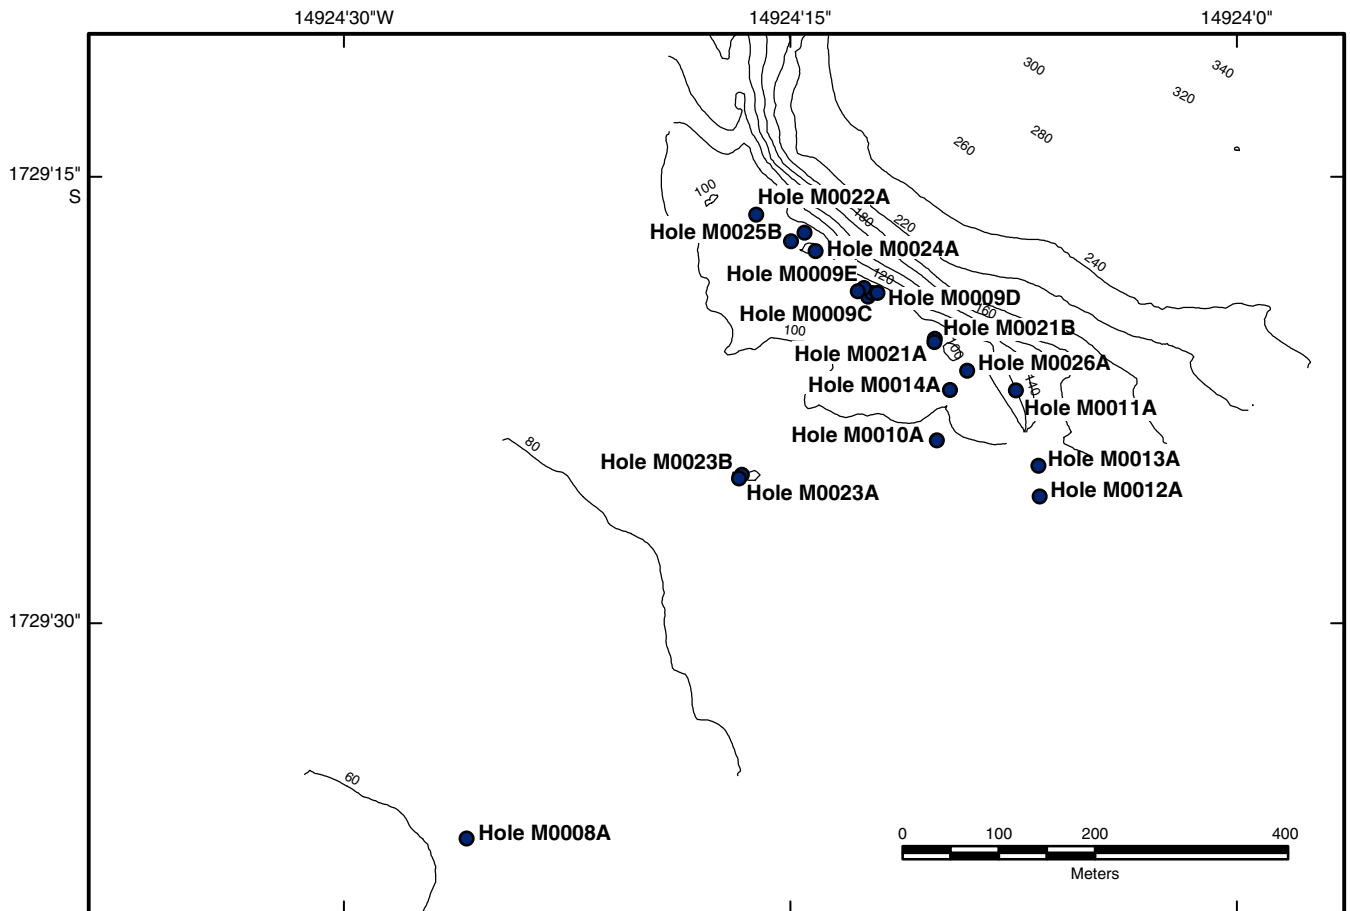 14924'30"W
14924'15"
14924'0"
300
340
320
280
260
1729'15"
S
100
Hole M0022A
180
220
Hole M0025B
Hole M0024A
240
Hole M0009E
120
Hole M0009D
160
Hole M0009C
100
Hole M0021B
Hole M0021A
100
Hole M0026A
140
Hole M0014A
Hole M0011A
Hole M0010A
80
Hole M0023B
Hole M0013A
Hole M0023A
Hole M0012A
1729'30"
60
Hole M0008A
0 100 200 400
Meters